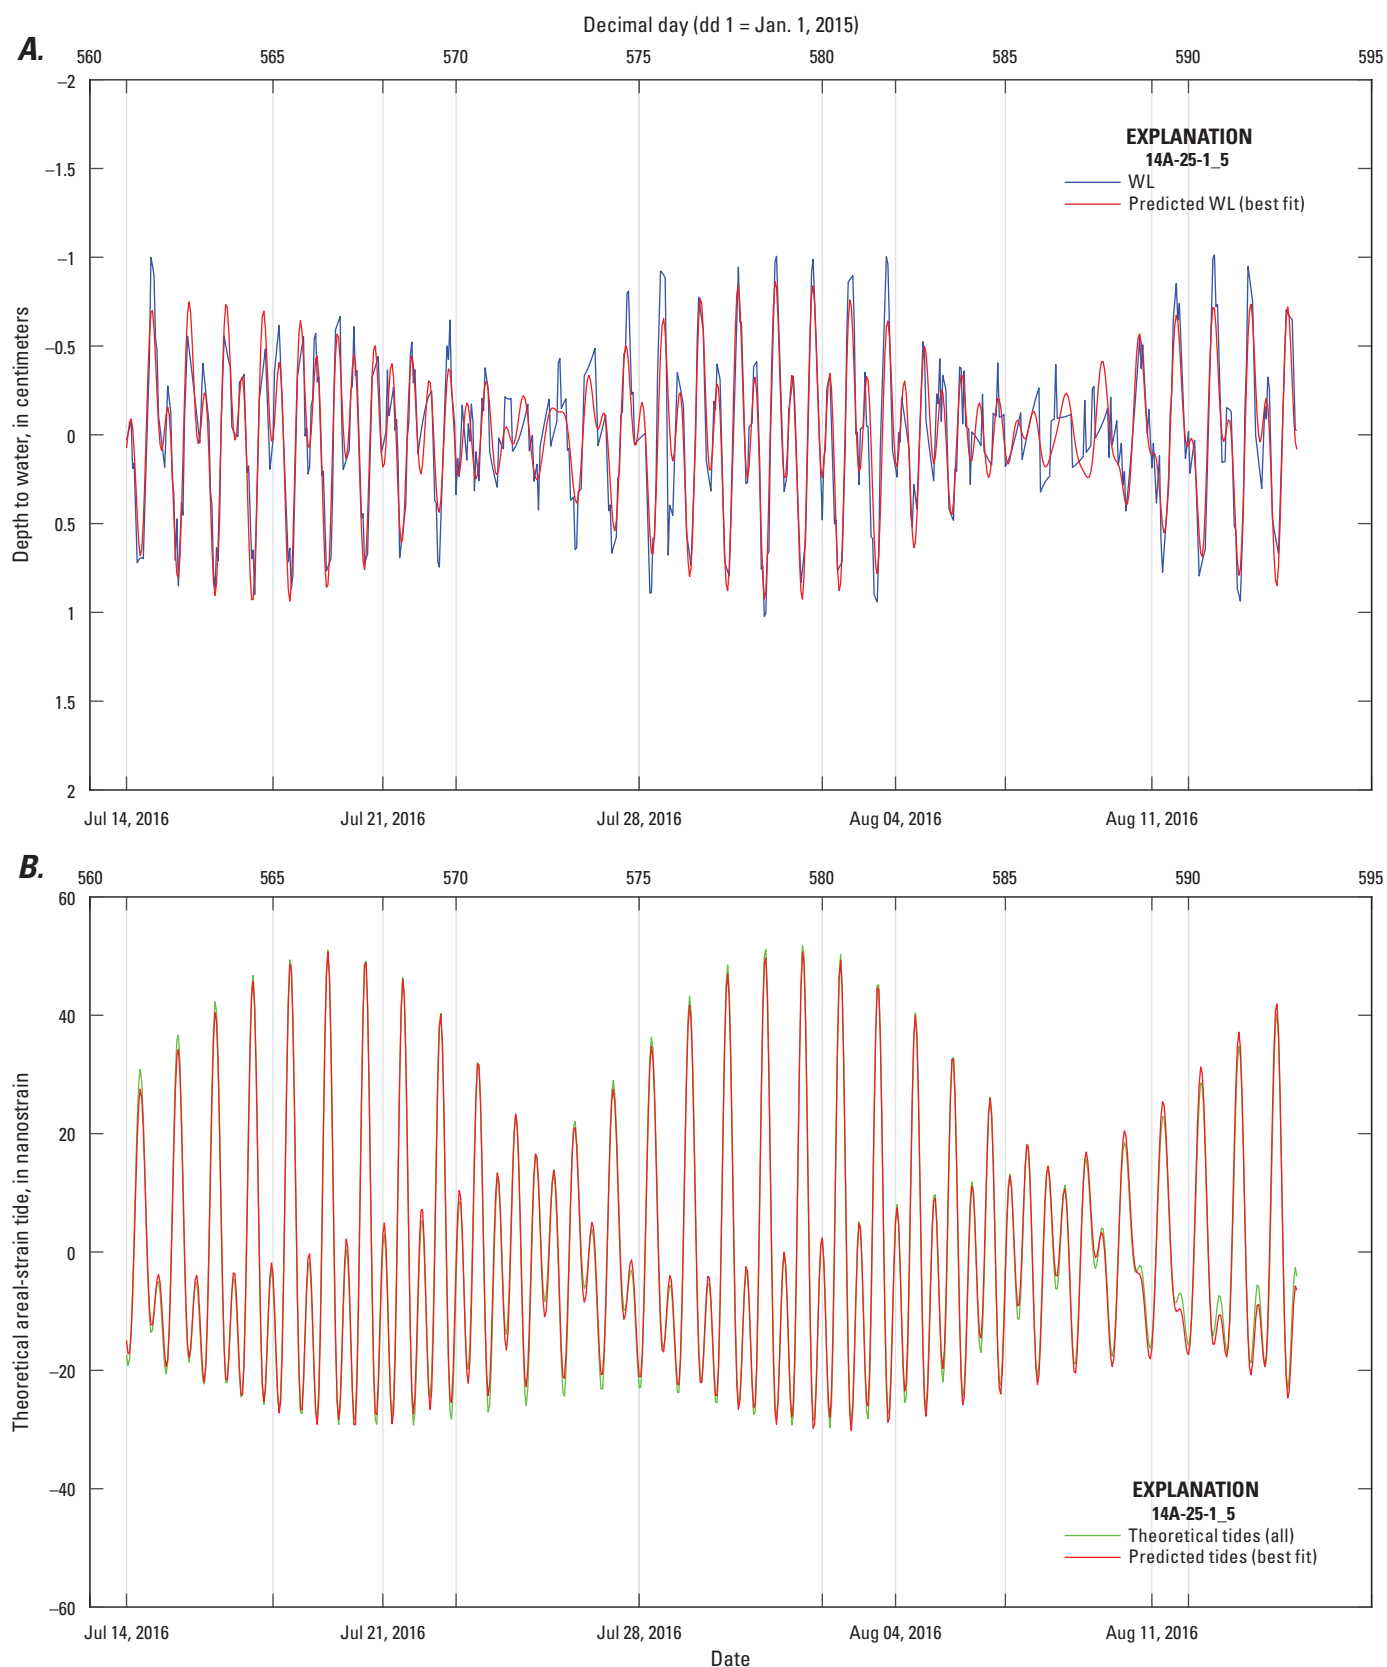 Decimal day (dd 1 = Jan. 1, 2015)
A.
560 565 570 575 580 585 590 595
–2
–1.5
–1
–0.5
0
0.5
1
1.5
2
Depth to water, in centimeters
EXPLANATION
14A-25-1_5
WL
Predicted WL (best fit)
Jul 14, 2016 Jul 21, 2016 Jul 28, 2016 Aug 04, 2016 Aug 11, 2016
B.
560 565 570 575 580 585 590 595
60
40
20
0
–20
–40
–60
Theoretical areal-strain tide, in nanostrain
EXPLANATION
14A-25-1_5
Theoretical tides (all)
Predicted tides (best fit)
Jul 14, 2016 Jul 21, 2016 Jul 28, 2016 Aug 04, 2016 Aug 11, 2016
Date